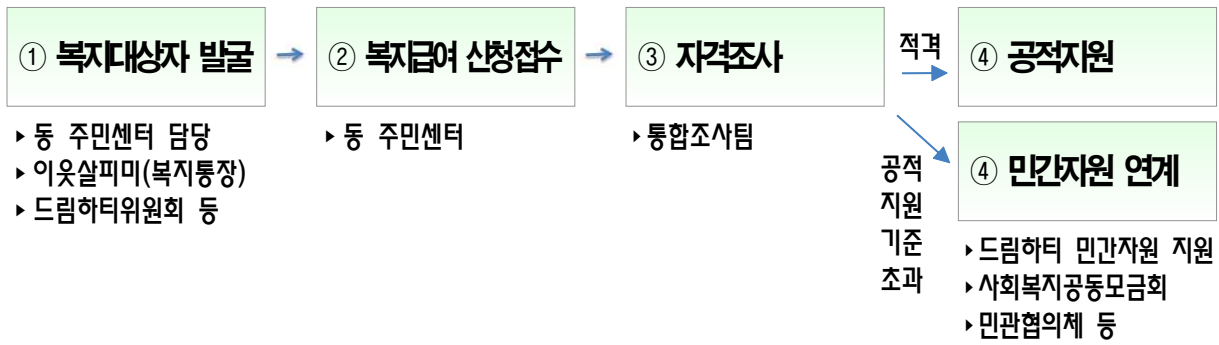 ① 복지대상자 발굴
▸ 동 주민센터 담당
▸ 이웃살피미(복지통장)
▸ 드림하티위원회 등
② 복지급여 신청접수
▸ 동 주민센터
③ 자격조사
▸ 통합조사팀
적격
④ 공적지원
공적
지원
기준
초과
④ 민간자원 연계
▸ 드림하티 민간자원 지원
▸ 사회복지공동모금회
▸ 민관협의체 등